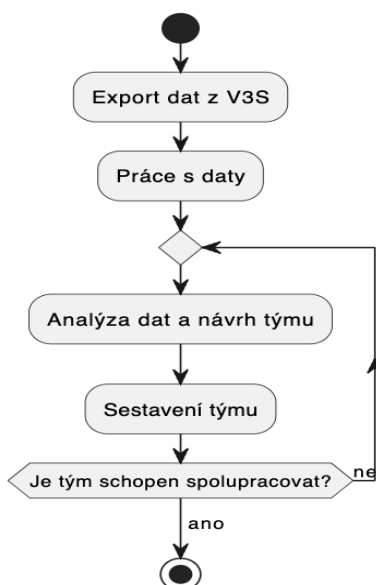 Export dat z V3S
Práce s daty
Analýza dat a návrh týmu
Sestavení týmu
Je tým schopen spolupracovat?
ne
ano